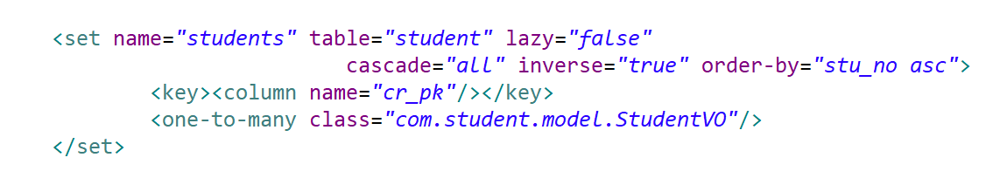 <set name="students" table="student" lazy="false"
cascade="all" inverse="true" order-by="stu_no asc">
<key><column name="cr_pk"/></key>
<one-to-many class="com.student.model.StudentVO"/>
</set>